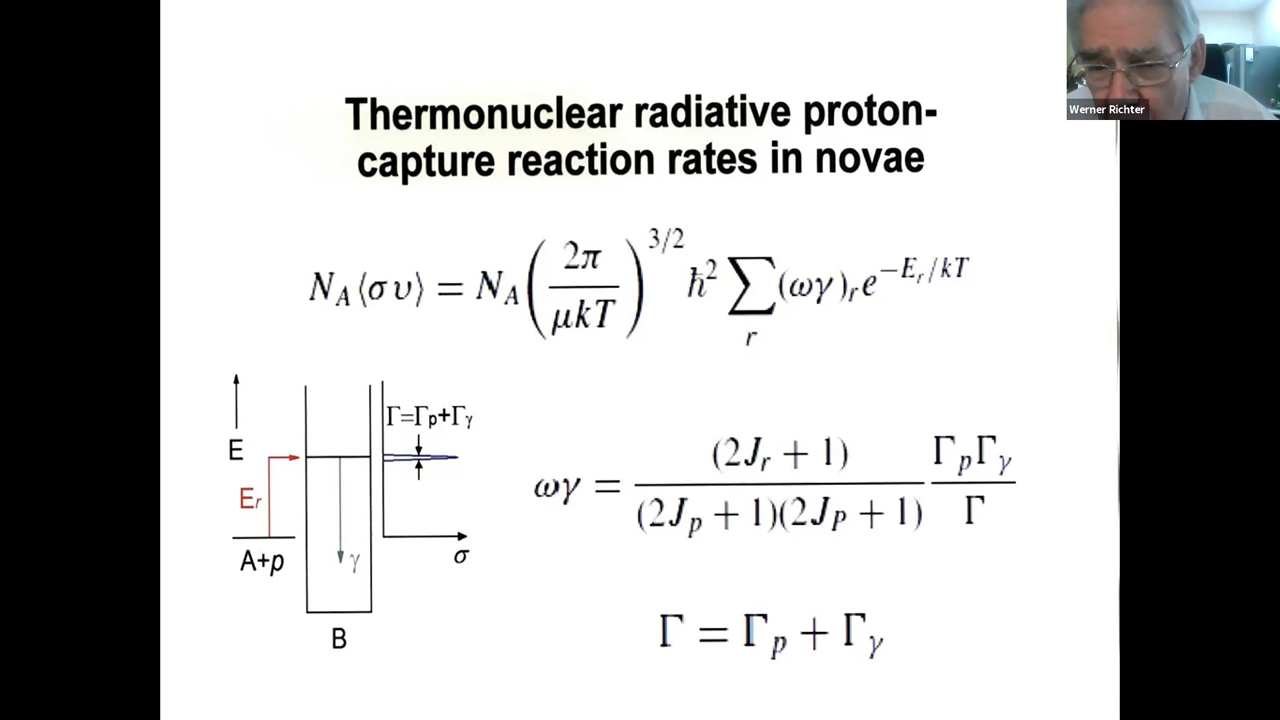 Werner Richter
Thermonuclear radiative proton-
capture reaction rates in novae
N_A⟨συ⟩ = N_A(2π/μkT)^{3/2} ħ² ∑_r (ωγ)_r e^{−E_r/kT}
Γ=Γp+Γγ
E
Er
A+p
γ
σ
B
ωγ = (2J_r + 1)/((2J_p + 1)(2J_P + 1)) Γ_pΓ_γ/Γ
Γ = Γ_p + Γ_γ